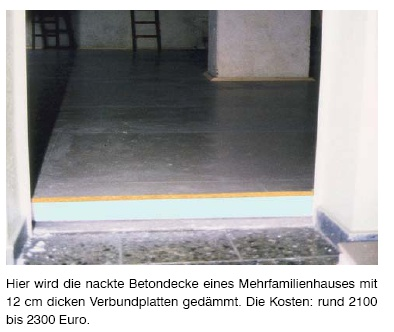 Hier wird die nackte Betondecke eines Mehrfamilienhauses mit
12 cm dicken Verbundplatten gedämmt. Die Kosten: rund 2100
bis 2300 Euro.